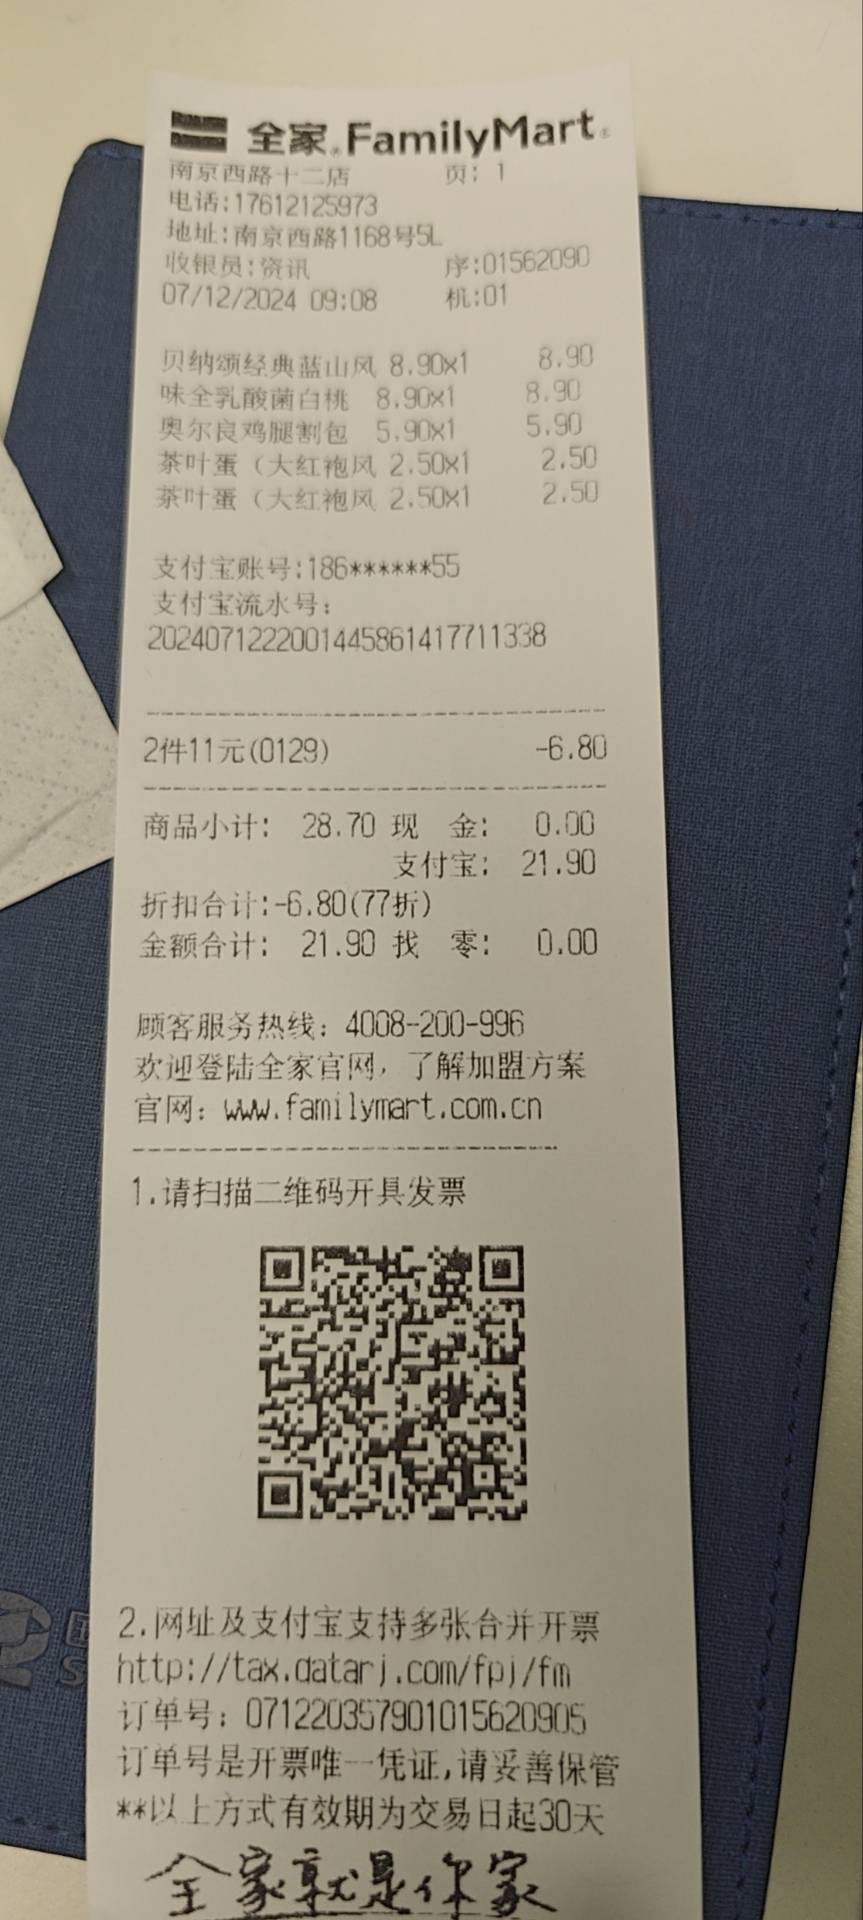 全家 FamilyMart
南京西路十二店 页: 1
电话:17612125973
地址:南京西路1168号5L
收银员:资讯 序:01562090
07/12/2024 09:08 机:01
贝纳颂经典蓝山风 8.90x1 8.90
味全乳酸菌白桃 8.90x1 8.90
奥尔良鸡腿割包 5.90x1 5.90
茶叶蛋（大红袍风 2.50x1 2.50
茶叶蛋（大红袍风 2.50x1 2.50
支付宝账号:186******55
支付宝流水号:
2024071222001445861417711338
2件11元(0129) -6.80
商品小计: 28.70 现 金: 0.00
支付宝: 21.90
折扣合计:-6.80(77折)
金额合计: 21.90 找 零: 0.00
顾客服务热线: 4008-200-996
欢迎登陆全家官网，了解加盟方案
官网: www.familymart.com.cn
1.请扫描二维码开具发票
2.网址及支付宝支持多张合并开票
http://tax.datarj.com/fpj/fm
订单号: 0712203579010156209​05
订单号是开票唯一凭证,请妥善保管
**以上方式有效期为交易日起30天
全家就是你家